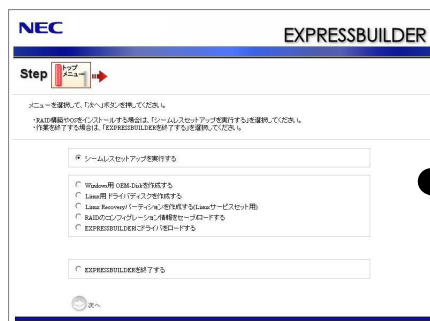 NEC
EXPRESSBUILDER
Step トップメニュー
メニューを選択して、「次へ」ボタンを押してください。
・RAID構築やOSをインストールする場合は、「シームレスセットアップを実行する」を選択してください。
・作業を終了する場合は、「EXPRESSBUILDERを終了する」を選択してください。
シームレスセットアップを実行する
Windows用 OEM-Diskを作成する
Linux用 ドライバディスクを作成する
Linux Recoveryパーティションを作成する(Linuxサービスセット用)
RAIDのコンフィグレーション情報をセーブ/ロードする
EXPRESSBUILDERにドライバをロードする
EXPRESSBUILDERを終了する
次へ